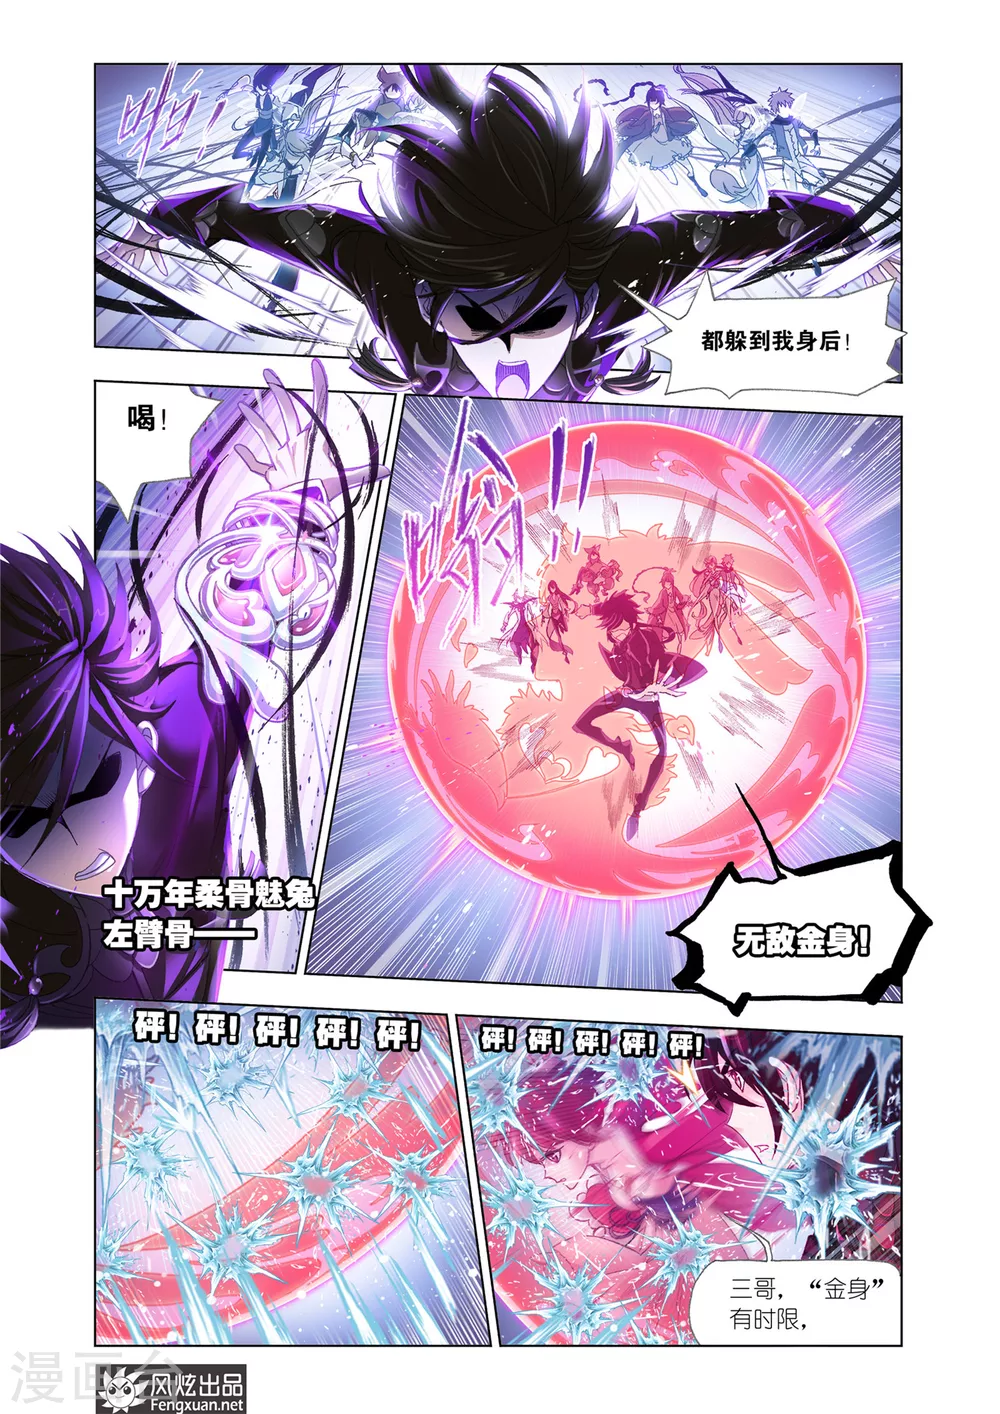 啪！
都躲到我身后！
喝！
嗡！！
十万年柔骨魅兔
左臂骨——
无敌金身！
砰！砰！砰！砰！砰！
砰！砰！砰！砰！砰！
三哥，“金身”
有时限，
漫画台
风炫出品
Fengxuan.net